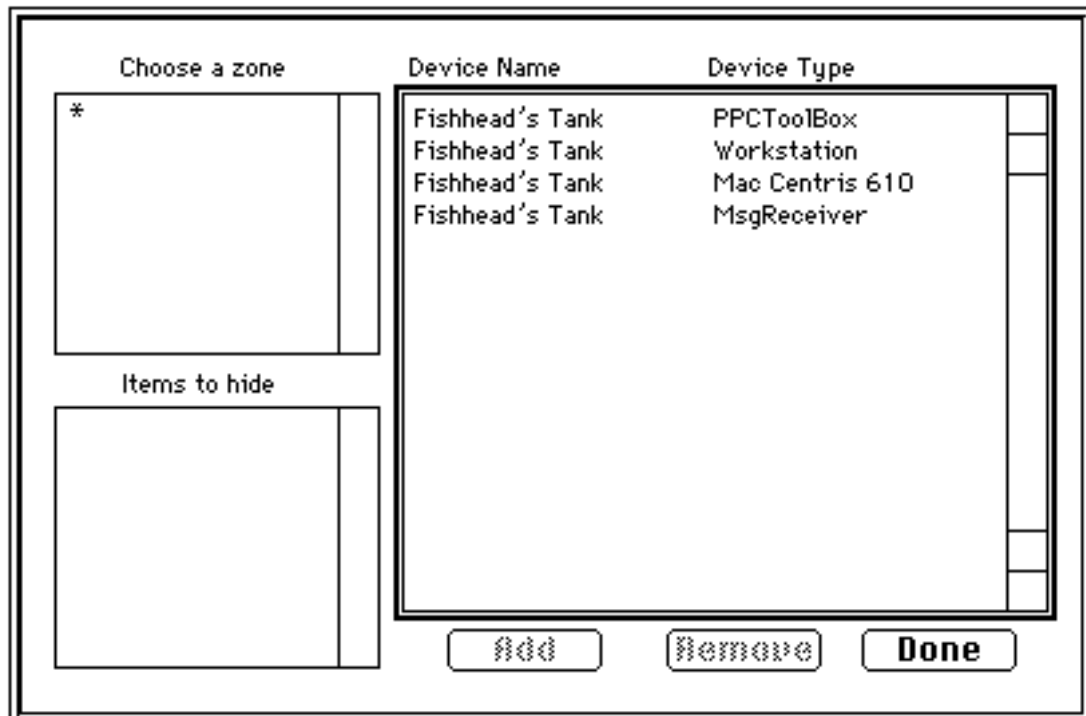 Choose a zone
*
Items to hide
Device Name Device Type
Fishhead's Tank PPCToolBox
Fishhead's Tank Workstation
Fishhead's Tank Mac Centris 610
Fishhead's Tank MsgReceiver
Add Remove Done